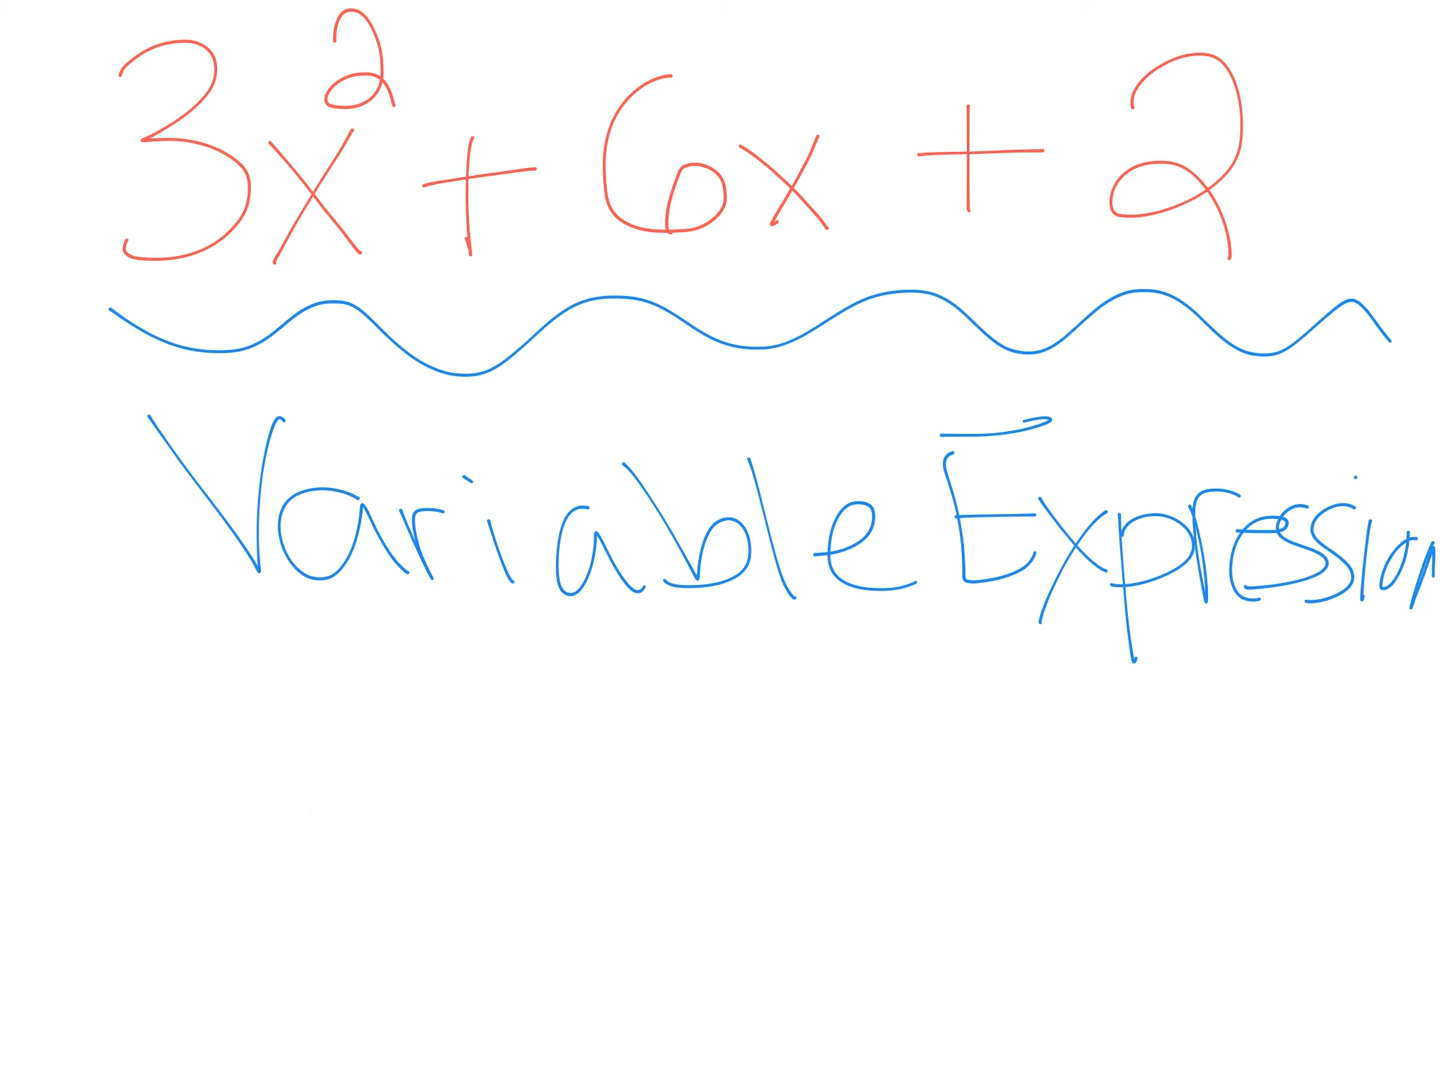 3x² + 6x + 2
Variable Expression